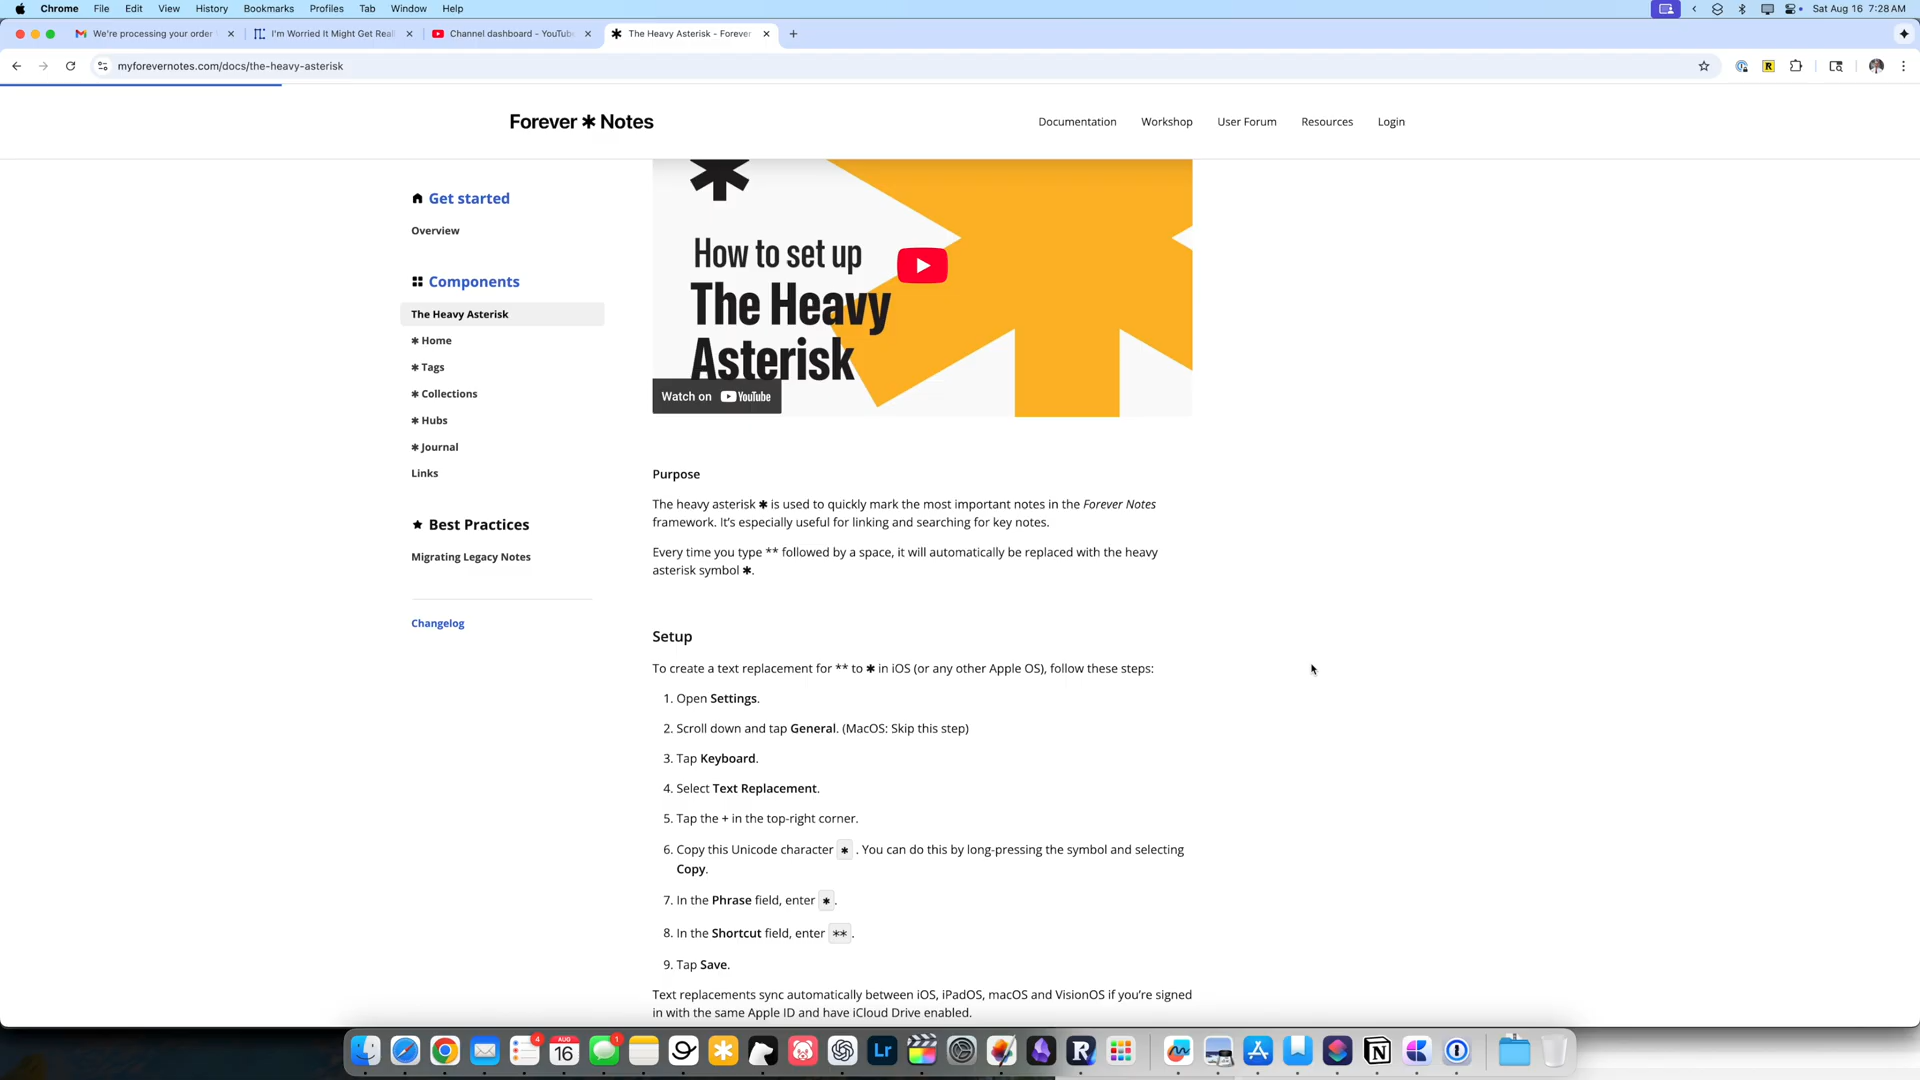 Chrome File Edit View History Bookmarks Profiles Tab Window Help Sat Aug 16 7:28 AM
We're processing your order I'm Worried It Might Get Real Channel dashboard - YouTube The Heavy Asterisk - Forever
myforevernotes.com/docs/the-heavy-asterisk
Forever ✱ Notes
Documentation Workshop User Forum Resources Login
Get started
Overview
Components
The Heavy Asterisk
✱ Home
✱ Tags
✱ Collections
✱ Hubs
✱ Journal
Links
Best Practices
Migrating Legacy Notes
Changelog
✱
How to set up
The Heavy
Asterisk
Watch on YouTube
Purpose
The heavy asterisk ✱ is used to quickly mark the most important notes in the Forever Notes
framework. It's especially useful for linking and searching for key notes.
Every time you type ** followed by a space, it will automatically be replaced with the heavy
asterisk symbol ✱.
Setup
To create a text replacement for ** to ✱ in iOS (or any other Apple OS), follow these steps:
1. Open Settings.
2. Scroll down and tap General. (MacOS: Skip this step)
3. Tap Keyboard.
4. Select Text Replacement.
5. Tap the + in the top-right corner.
6. Copy this Unicode character ✱ . You can do this by long-pressing the symbol and selecting
Copy.
7. In the Phrase field, enter ✱.
8. In the Shortcut field, enter **.
9. Tap Save.
Text replacements sync automatically between iOS, iPadOS, macOS and VisionOS if you're signed
in with the same Apple ID and have iCloud Drive enabled.
4
AUG
16
1
Lr
R
N